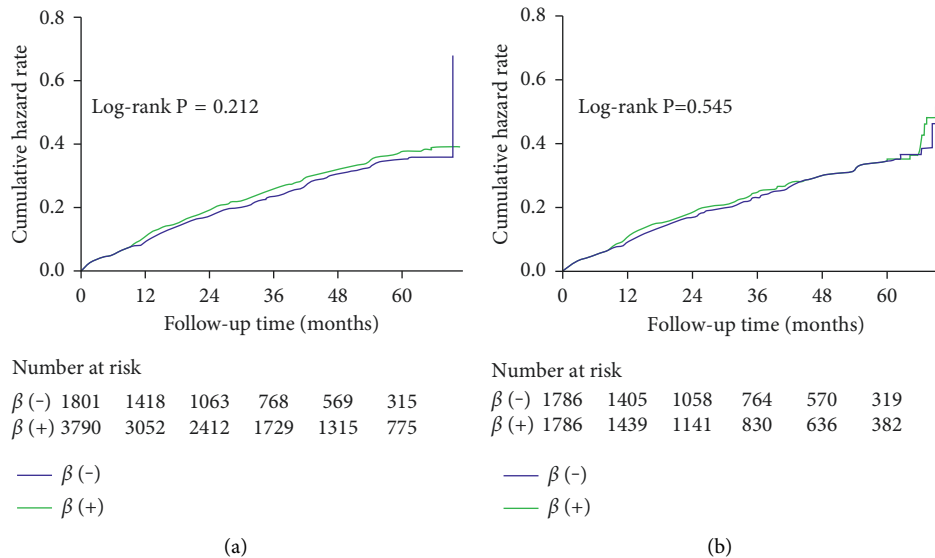 0.8
0.6
0.4
0.2
0.0
Cumulative hazard rate
Log-rank P = 0.212
0 12 24 36 48 60
Follow-up time (months)
Number at risk
β (-) 1801 1418 1063 768 569 315
β (+) 3790 3052 2412 1729 1315 775
β (-)
β (+)
(a)
0.8
0.6
0.4
0.2
0.0
Cumulative hazard rate
Log-rank P=0.545
0 12 24 36 48 60
Follow-up time (months)
Number at risk
β (-) 1786 1405 1058 764 570 319
β (+) 1786 1439 1141 830 636 382
β (-)
β (+)
(b)